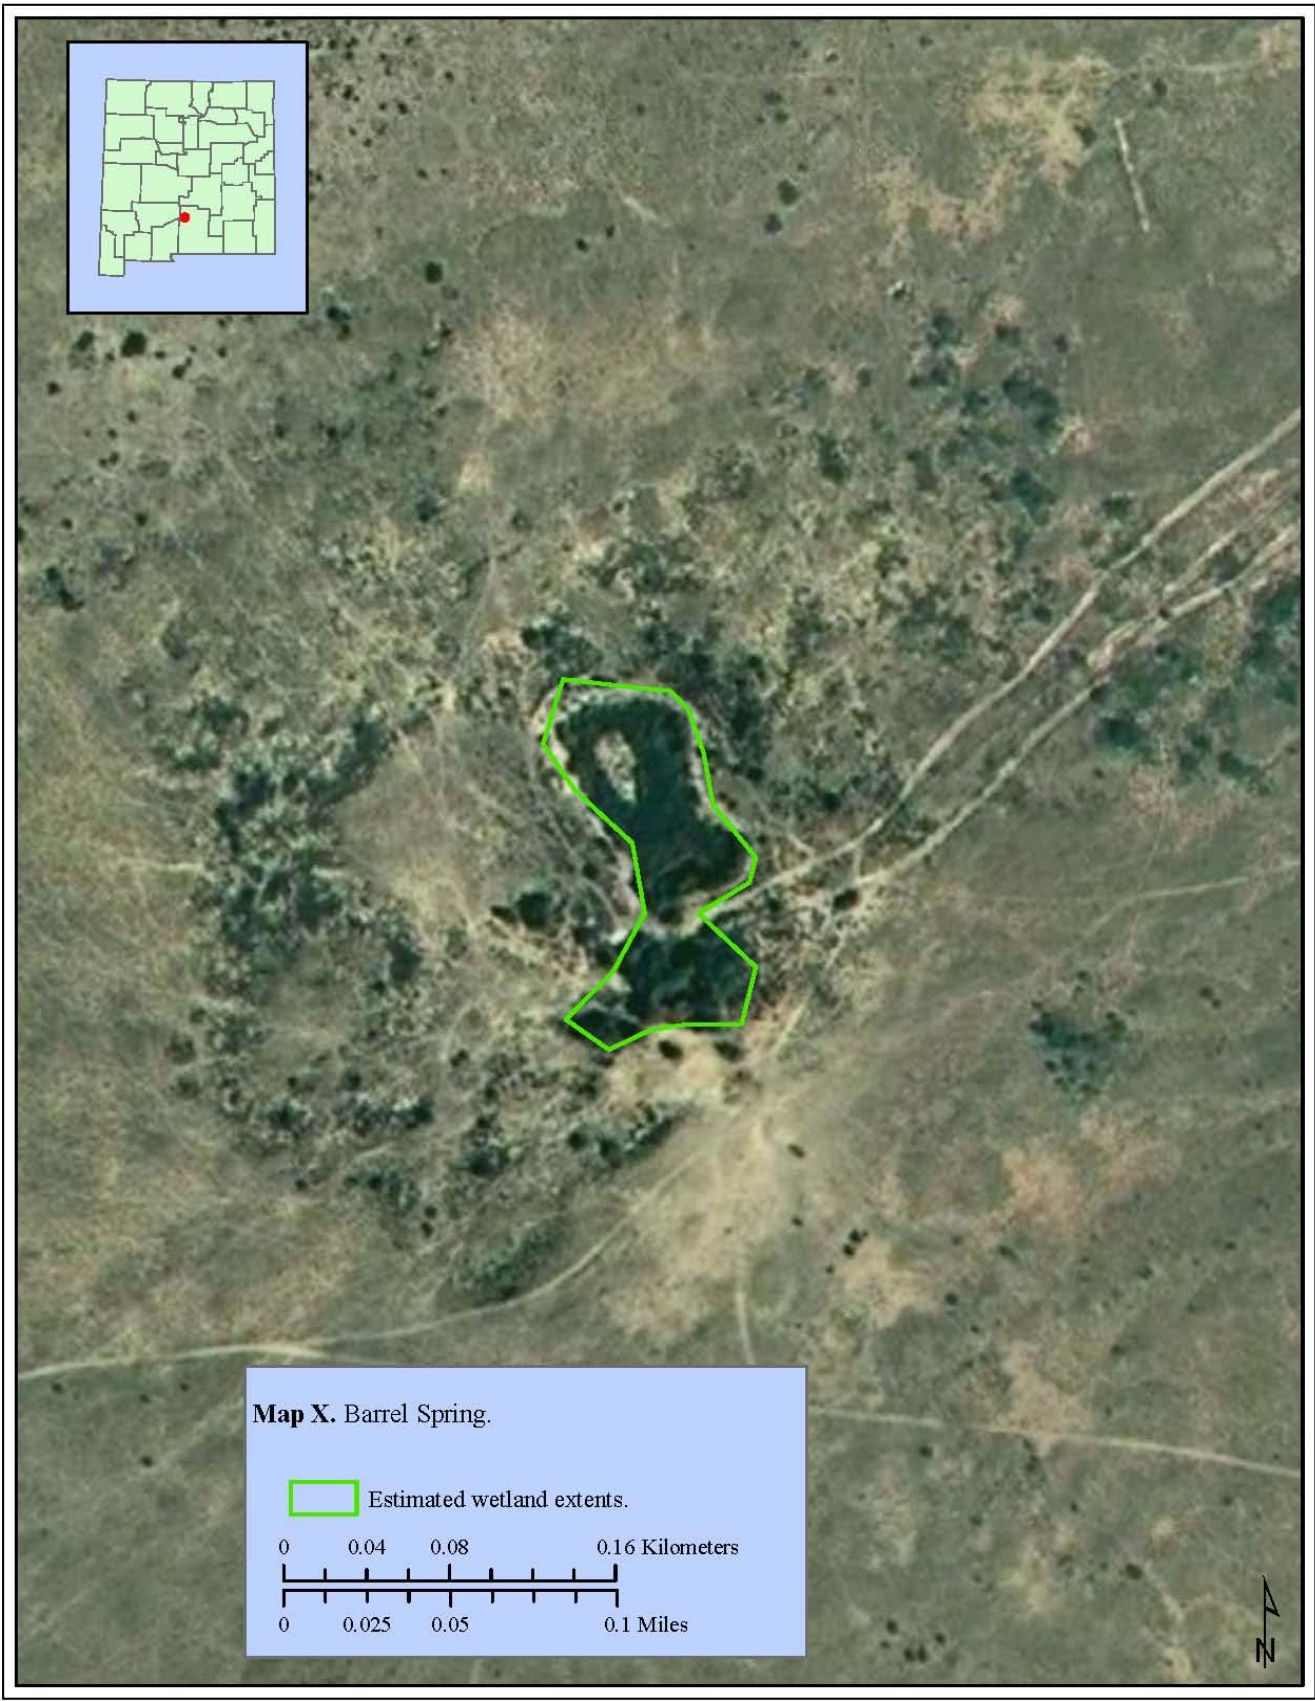 Map X. Barrel Spring.
Estimated wetland extents.
0 0.04 0.08 0.16 Kilometers
0 0.025 0.05 0.1 Miles
N